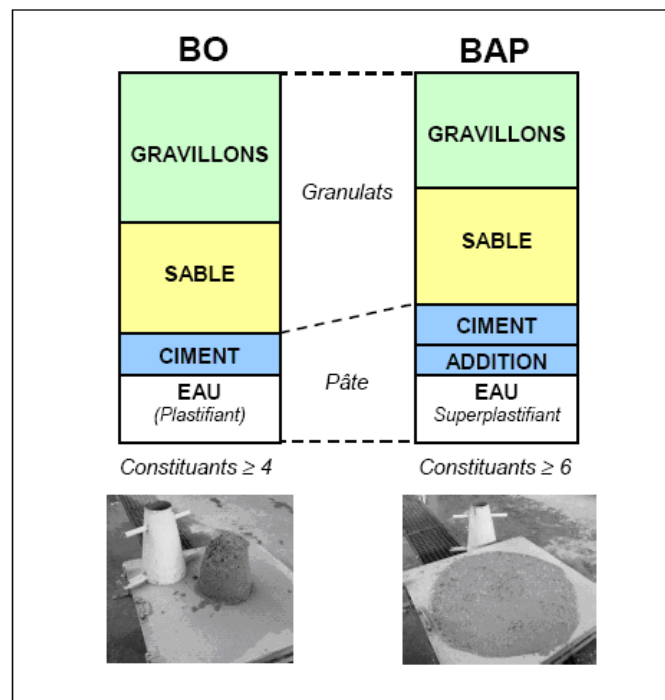 BO
BAP
GRAVILLONS
SABLE
CIMENT
EAU
(Plastifiant)
Granulats
Pâte
GRAVILLONS
SABLE
CIMENT
ADDITION
EAU
Superplastifiant
Constituants ≥ 4
Constituants ≥ 6